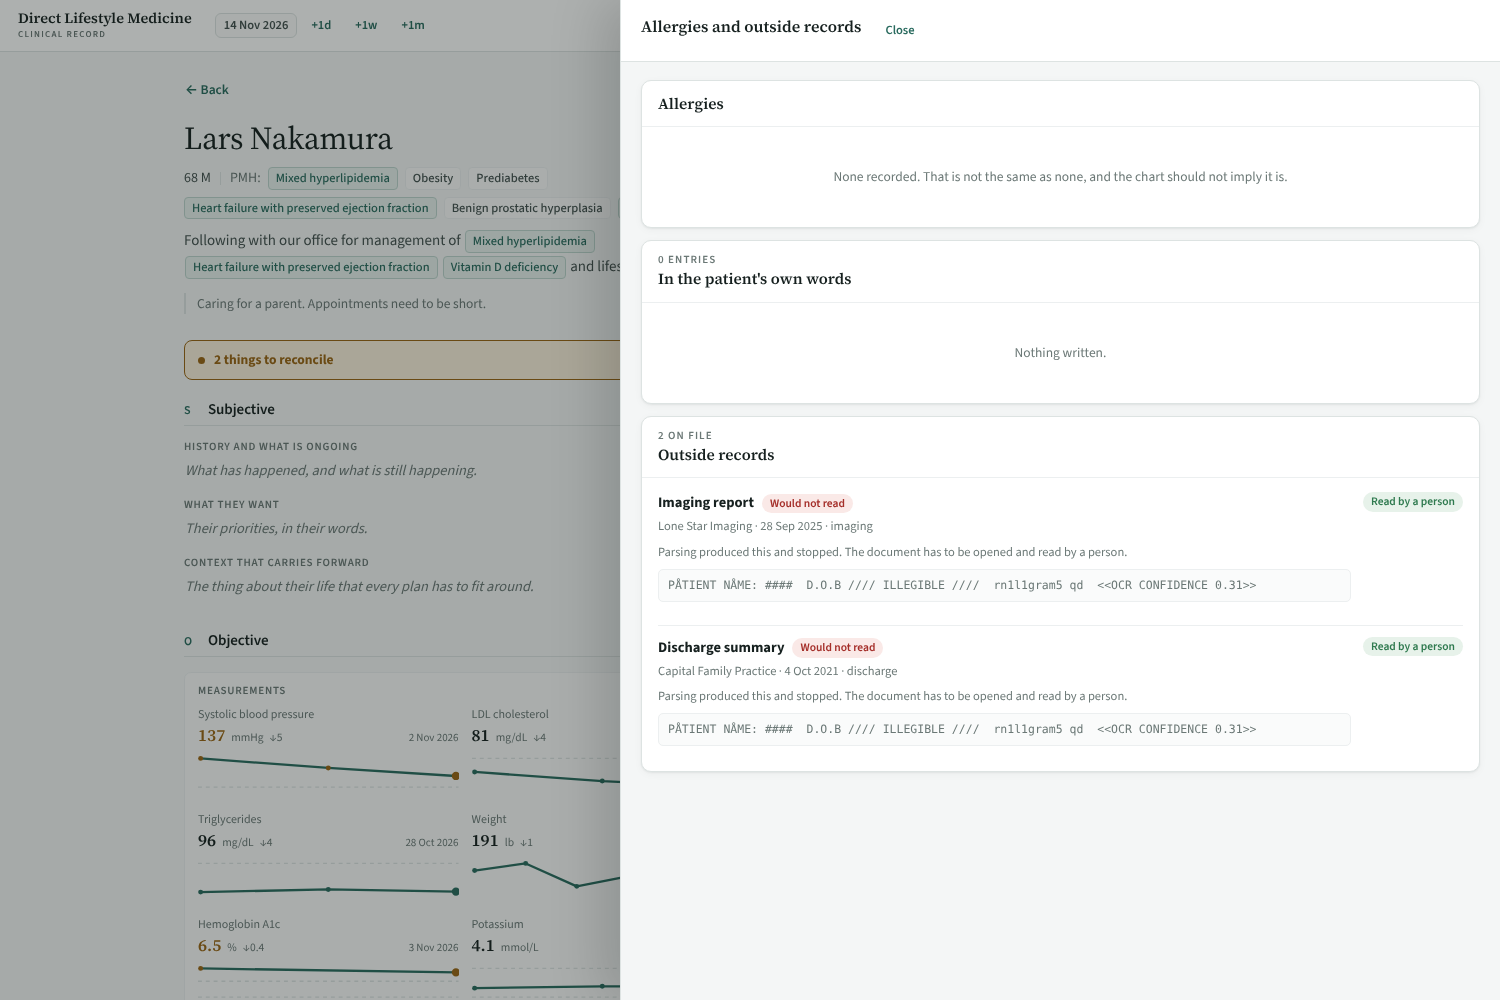 Direct Lifestyle Medicine
CLINICAL RECORD
14 Nov 2026 +1d +1w +1m
← Back
Lars Nakamura
68 M PMH: Mixed hyperlipidemia Obesity Prediabetes
Heart failure with preserved ejection fraction Benign prostatic hyperplasia
Following with our office for management of Mixed hyperlipidemia
Heart failure with preserved ejection fraction Vitamin D deficiency and
Caring for a parent. Appointments need to be short.
2 things to reconcile
S Subjective
HISTORY AND WHAT IS ONGOING
What has happened, and what is still happening.
WHAT THEY WANT
Their priorities, in their words.
CONTEXT THAT CARRIES FORWARD
The thing about their life that every plan has to fit around.
O Objective
MEASUREMENTS
Systolic blood pressure LDL cholesterol
137 mmHg ↓5 2 Nov 2026 81 mg/dL ↓4
Triglycerides Weight
96 mg/dL ↓4 28 Oct 2026 191 lb ↓1
Hemoglobin A1c Potassium
6.5 % ↓0.4 3 Nov 2026 4.1 mmol/L
Allergies and outside records Close
Allergies
None recorded. That is not the same as none, and the chart should not imply it is.
0 ENTRIES
In the patient's own words
Nothing written.
2 ON FILE
Outside records
Imaging report Would not read Read by a person
Lone Star Imaging · 28 Sep 2025 · imaging
Parsing produced this and stopped. The document has to be opened and read by a person.
PÅTIENT NÅME: #### D.O.B //// ILLEGIBLE //// rn1l1gram5 qd <<OCR CONFIDENCE 0.31>>
Discharge summary Would not read Read by a person
Capital Family Practice · 4 Oct 2021 · discharge
Parsing produced this and stopped. The document has to be opened and read by a person.
PÅTIENT NÅME: #### D.O.B //// ILLEGIBLE //// rn1l1gram5 qd <<OCR CONFIDENCE 0.31>>